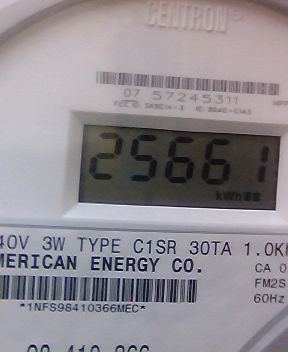 CENTRON®
07 57245311
25661
kWh
40V 3W TYPE C1SR 30TA 1.0K
MERICAN ENERGY CO.
CA 0
FM2S
60Hz
*1NFS98410366MEC*